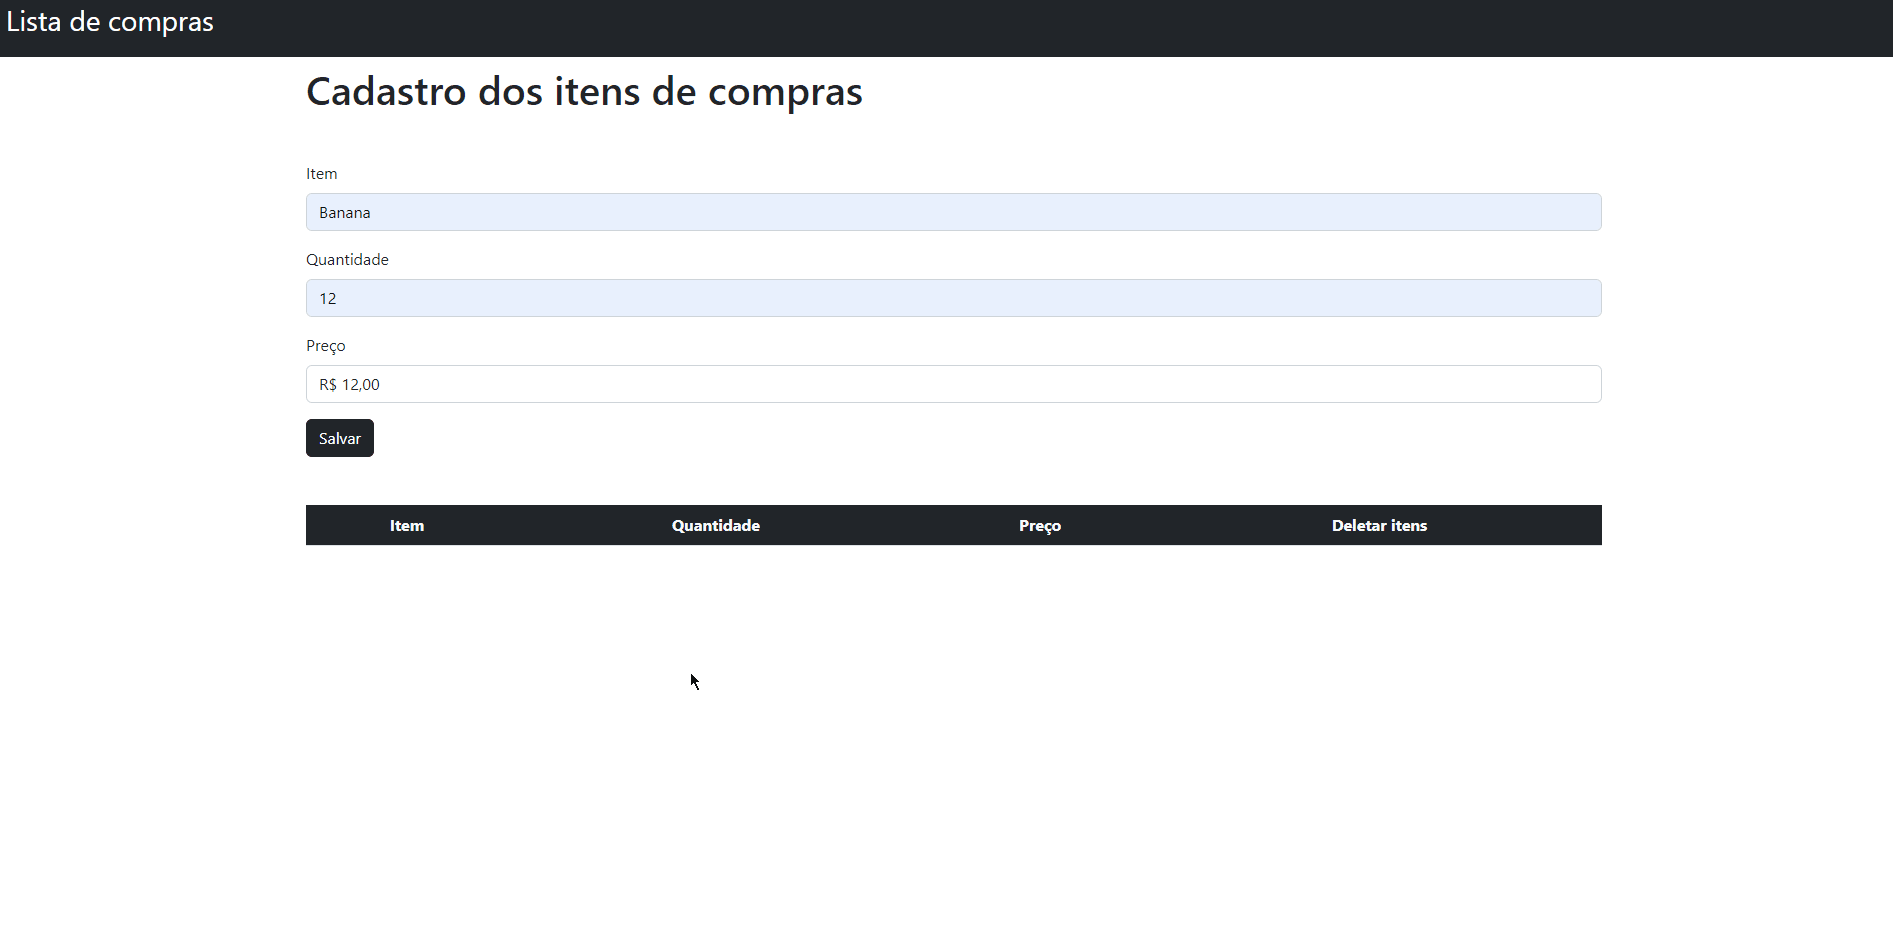 Lista de compras
Cadastro dos itens de compras
Item
Banana
Quantidade
12
Preço
R$ 12,00
Salvar
Item Quantidade Preço Deletar itens